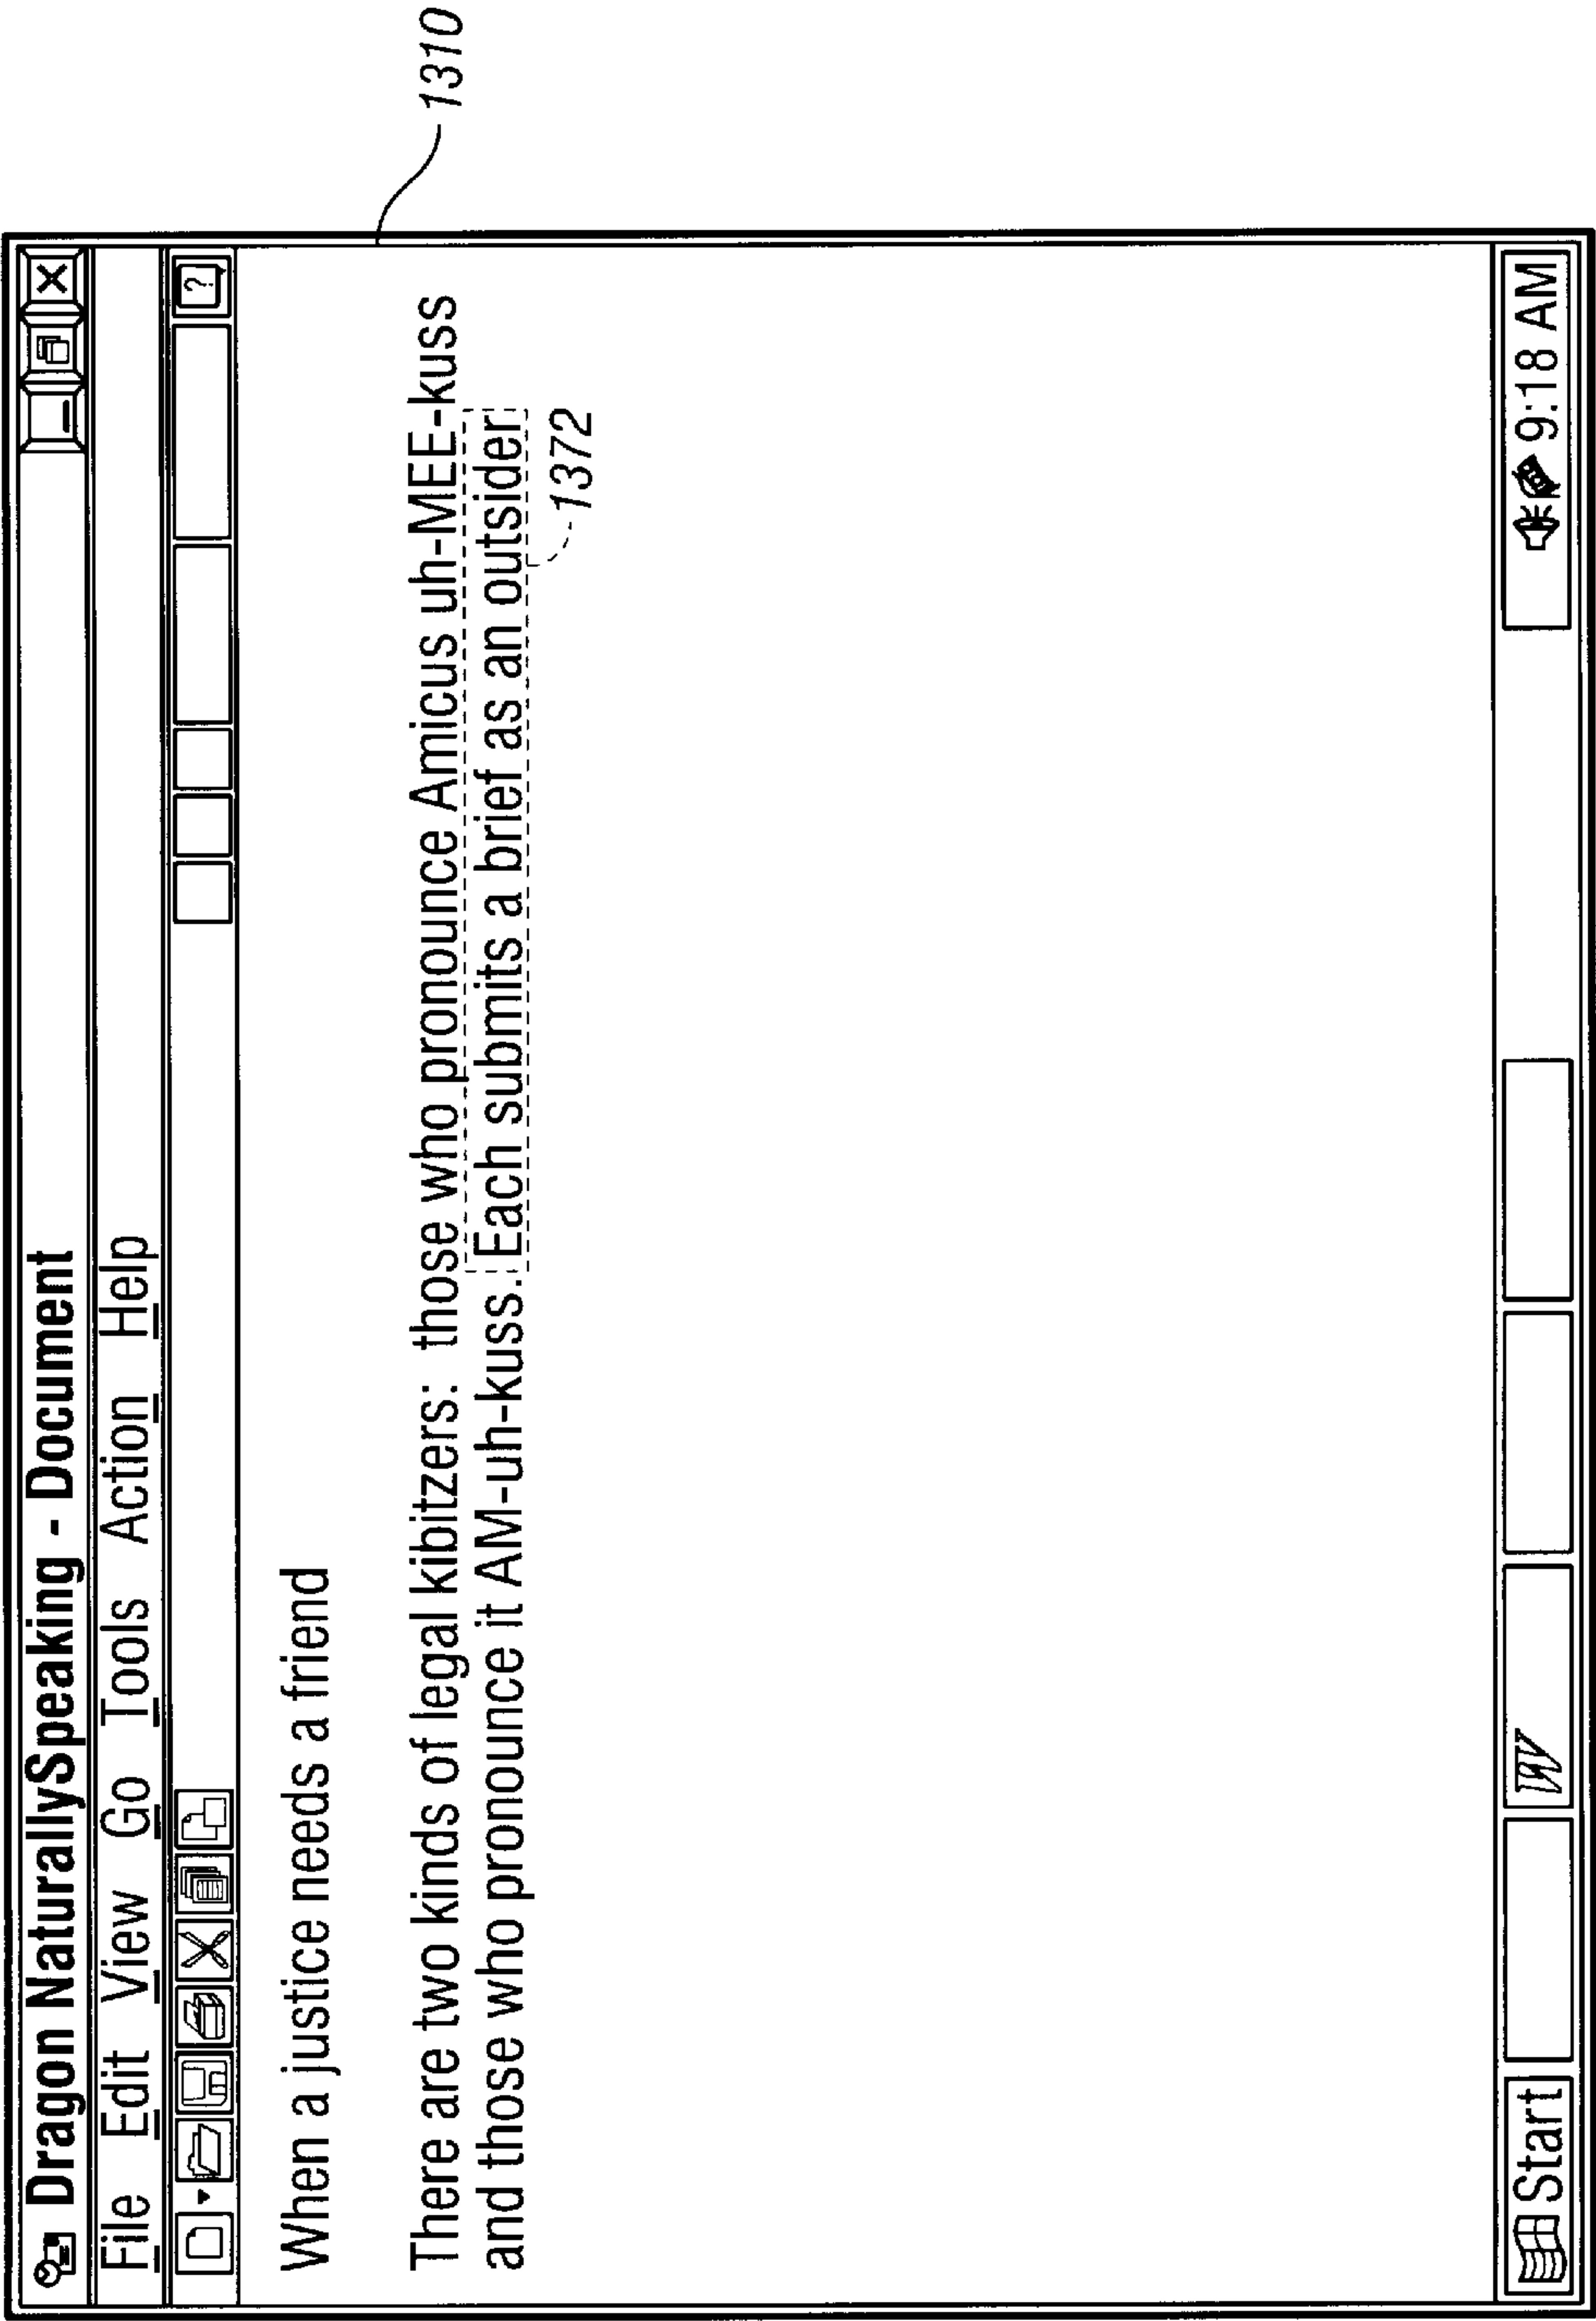 Dragon NaturallySpeaking - Document
File Edit View Go Tools Action Help
?
When a justice needs a friend
There are two kinds of legal kibitzers: those who pronounce Amicus uh-MEE-kuss
and those who pronounce it AM-uh-kuss. Each submits a brief as an outsider
1310
1372
Start
W
9:18 AM